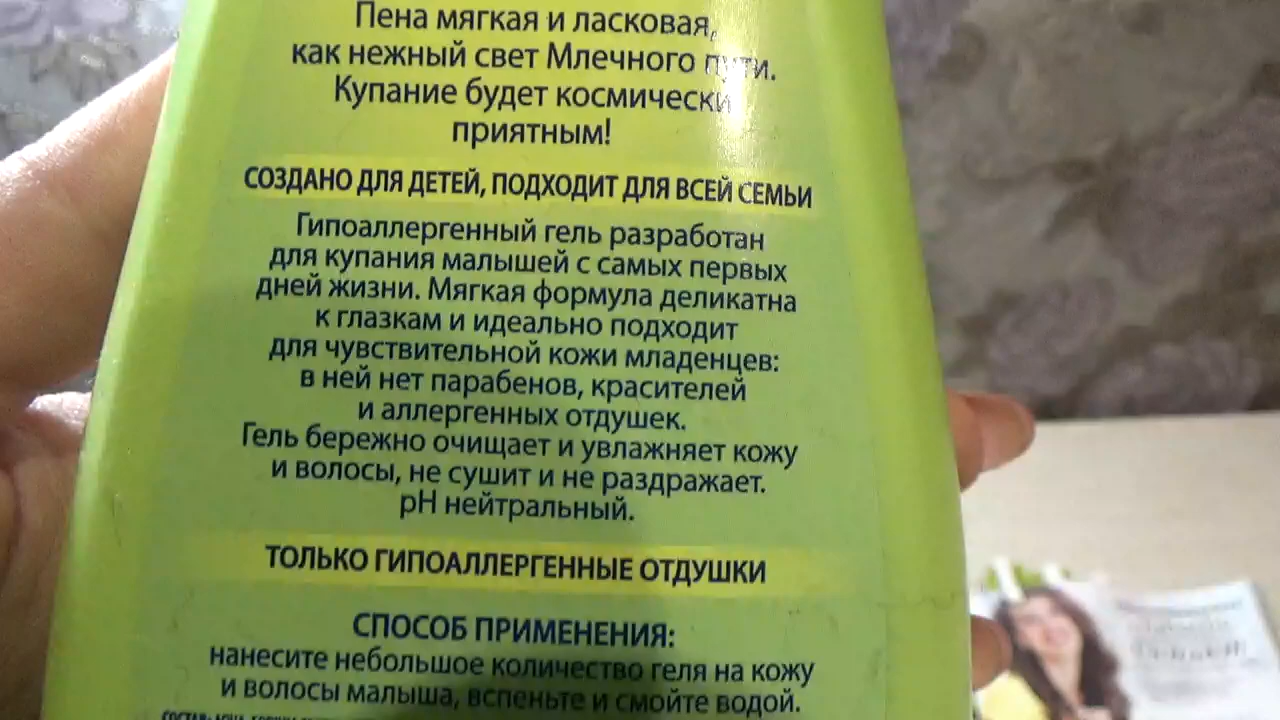 Пена мягкая и ласковая,
как нежный свет Млечного пути.
Купание будет космически
приятным!
СОЗДАНО ДЛЯ ДЕТЕЙ, ПОДХОДИТ ДЛЯ ВСЕЙ СЕМЬИ
Гипоаллергенный гель разработан
для купания малышей с самых первых
дней жизни. Мягкая формула деликатна
к глазкам и идеально подходит
для чувствительной кожи младенцев:
в ней нет парабенов, красителей
и аллергенных отдушек.
Гель бережно очищает и увлажняет кожу
и волосы, не сушит и не раздражает.
pH нейтральный.
ТОЛЬКО ГИПОАЛЛЕРГЕННЫЕ ОТДУШКИ
СПОСОБ ПРИМЕНЕНИЯ:
нанесите небольшое количество геля на кожу
и волосы малыша, вспеньте и смойте водой.